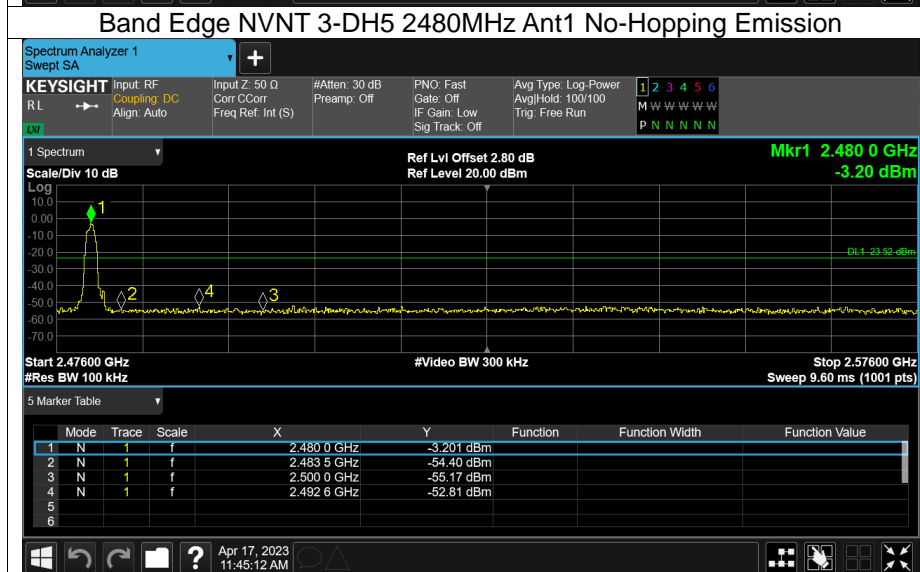 Band Edge NVNT 3-DH5 2480MHz Ant1 No-Hopping Emission
Spectrum Analyzer 1
Swept SA
+
KEYSIGHT Input: RF Input Z: 50 Ω #Atten: 30 dB PNO: Fast Avg Type: Log-Power 1 2 3 4 5 6
RL Coupling: DC Corr CCorr Preamp: Off Gate: Off Avg|Hold: 100/100 M W W W W W
Align: Auto Freq Ref: Int (S) IF Gain: Low Trig: Free Run
LXI Sig Track: Off P N N N N N
1 Spectrum Ref Lvl Offset 2.80 dB Mkr1 2.480 0 GHz
Scale/Div 10 dB Ref Level 20.00 dBm -3.20 dBm
Log
10.0
1
0.00
-10.0
-20.0
DL1 -23.52 dBm
-30.0
-40.0
2 4 3
-50.0
-60.0
-70.0
Start 2.47600 GHz #Video BW 300 kHz Stop 2.57600 GHz
#Res BW 100 kHz Sweep 9.60 ms (1001 pts)
5 Marker Table
Mode Trace Scale X Y Function Function Width Function Value
1 N 1 f 2.480 0 GHz -3.201 dBm
2 N 1 f 2.483 5 GHz -54.40 dBm
3 N 1 f 2.500 0 GHz -55.17 dBm
4 N 1 f 2.492 6 GHz -52.81 dBm
5
6
? Apr 17, 2023
11:45:12 AM